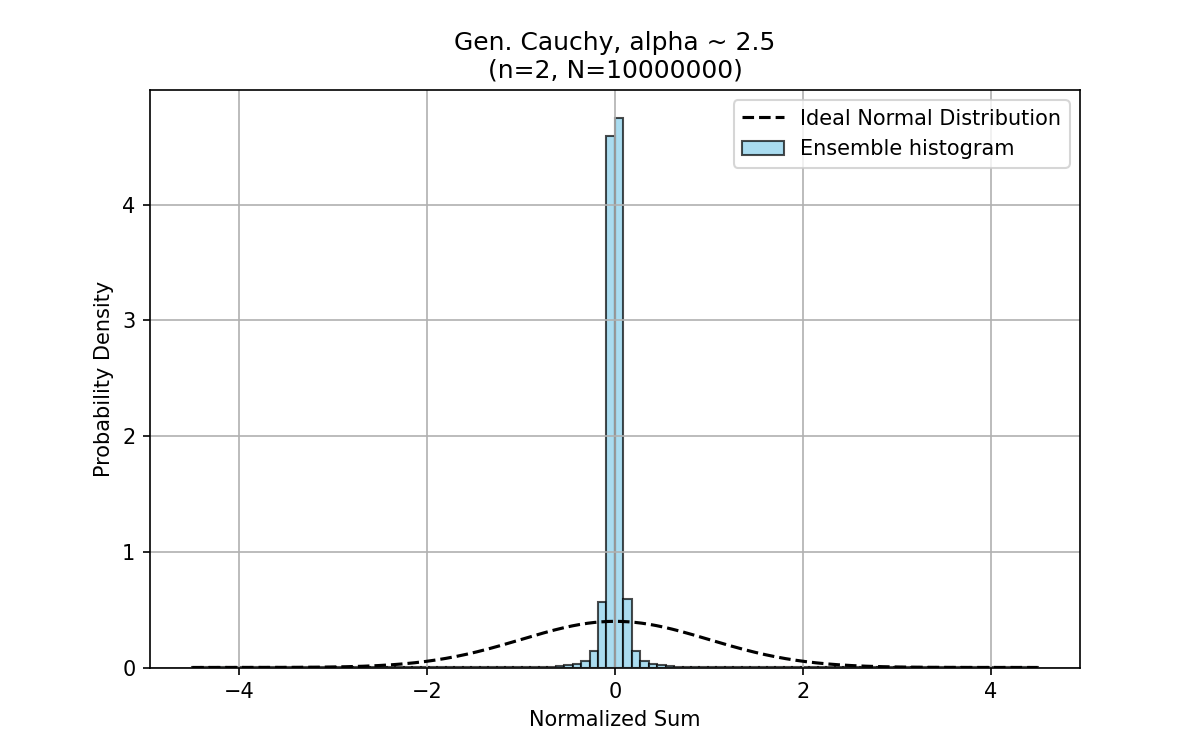 Gen. Cauchy, alpha ~ 2.5
(n=2, N=10000000)
Ideal Normal Distribution
Ensemble histogram
Probability Density
4
3
2
1
0
−4
−2
0
2
4
Normalized Sum